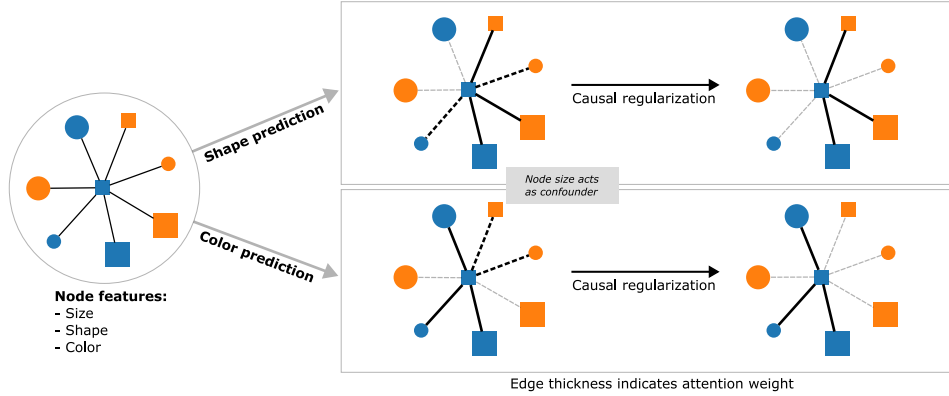 Shape prediction
Color prediction
Node features:
- Size
- Shape
- Color
Causal regularization
Node size acts
as confounder
Causal regularization
Edge thickness indicates attention weight